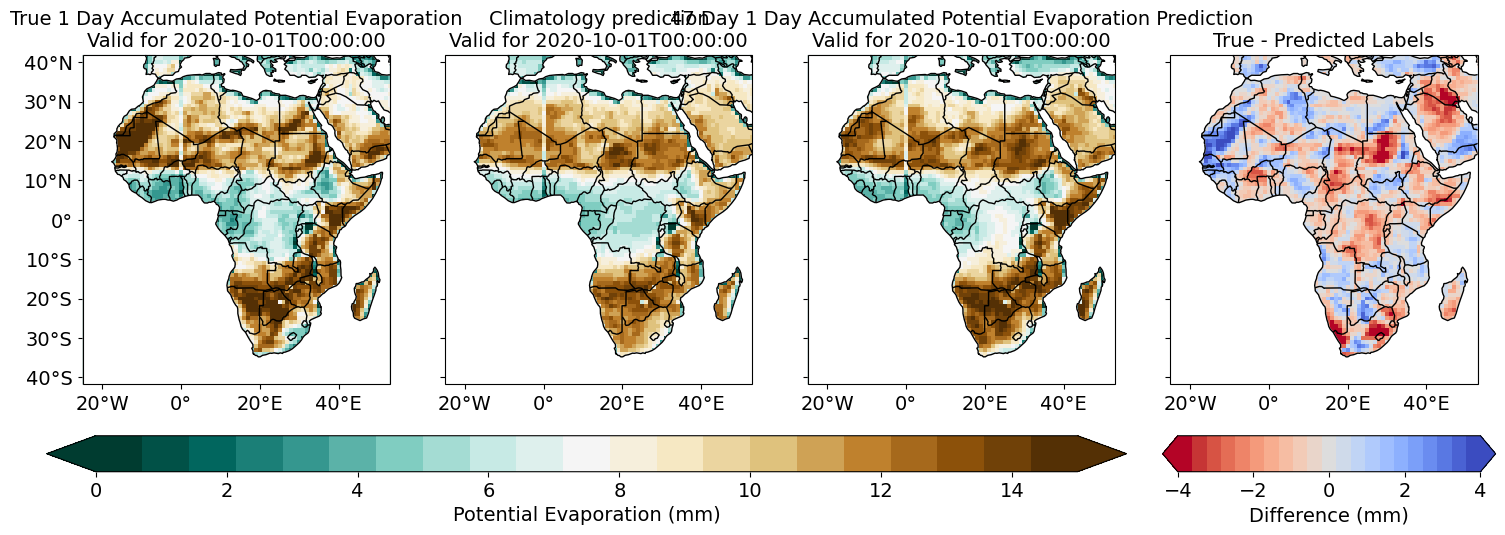 True 1 Day Accumulated Potential Evaporation
Valid for 2020-10-01T00:00:00
Climatology prediction
Valid for 2020-10-01T00:00:00
47 Day 1 Day Accumulated Potential Evaporation Prediction
Valid for 2020-10-01T00:00:00
True - Predicted Labels
40°N
30°N
20°N
10°N
0°
10°S
20°S
30°S
40°S
20°W 0° 20°E 40°E
20°W 0° 20°E 40°E
20°W 0° 20°E 40°E
20°W 0° 20°E 40°E
0 2 4 6 8 10 12 14
Potential Evaporation (mm)
−4 −2 0 2 4
Difference (mm)